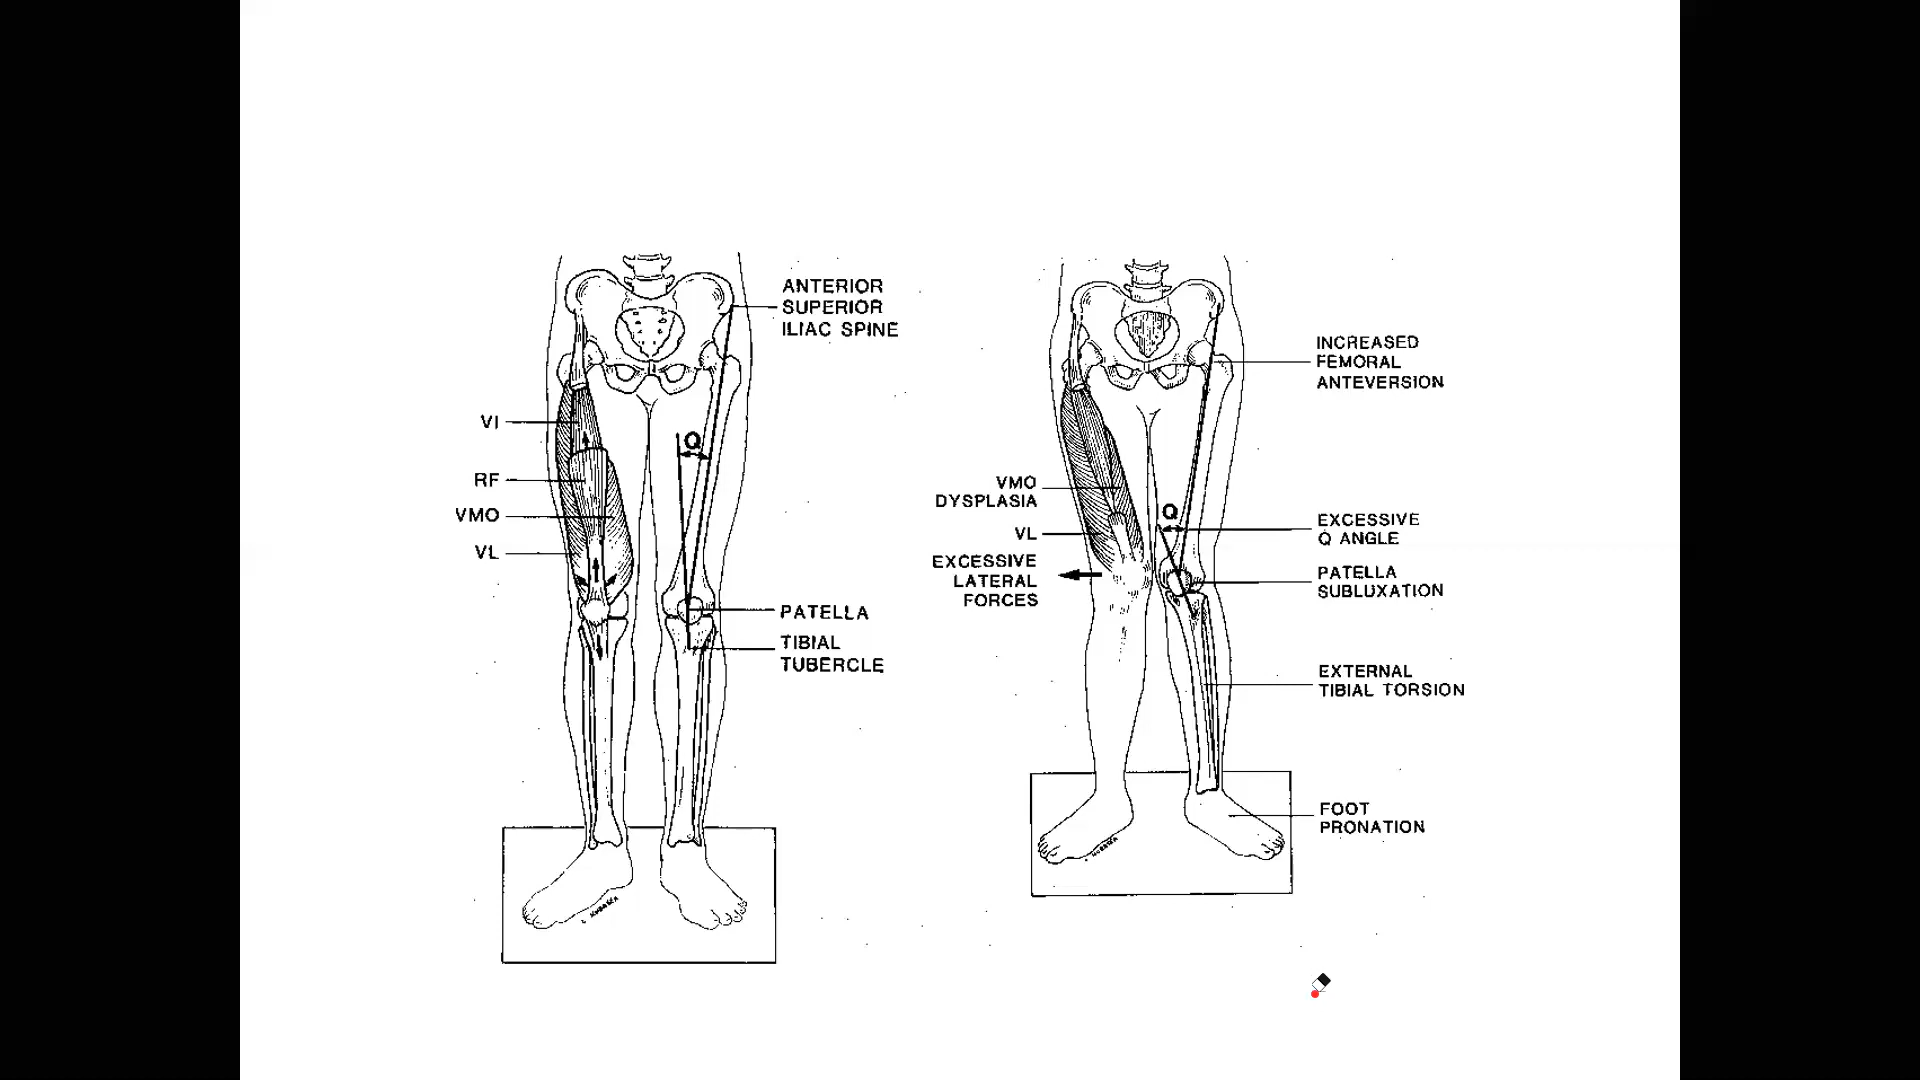 ANTERIOR
SUPERIOR
ILIAC SPINE
VI
Q
RF
VMO
VL
PATELLA
TIBIAL
TUBERCLE
INCREASED
FEMORAL
ANTEVERSION
VMO
DYSPLASIA
Q
VL
EXCESSIVE
Q ANGLE
EXCESSIVE
LATERAL
FORCES
PATELLA
SUBLUXATION
EXTERNAL
TIBIAL TORSION
FOOT
PRONATION